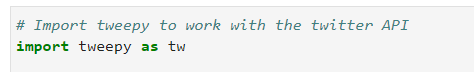 # Import tweepy to work with the twitter API
import tweepy as tw